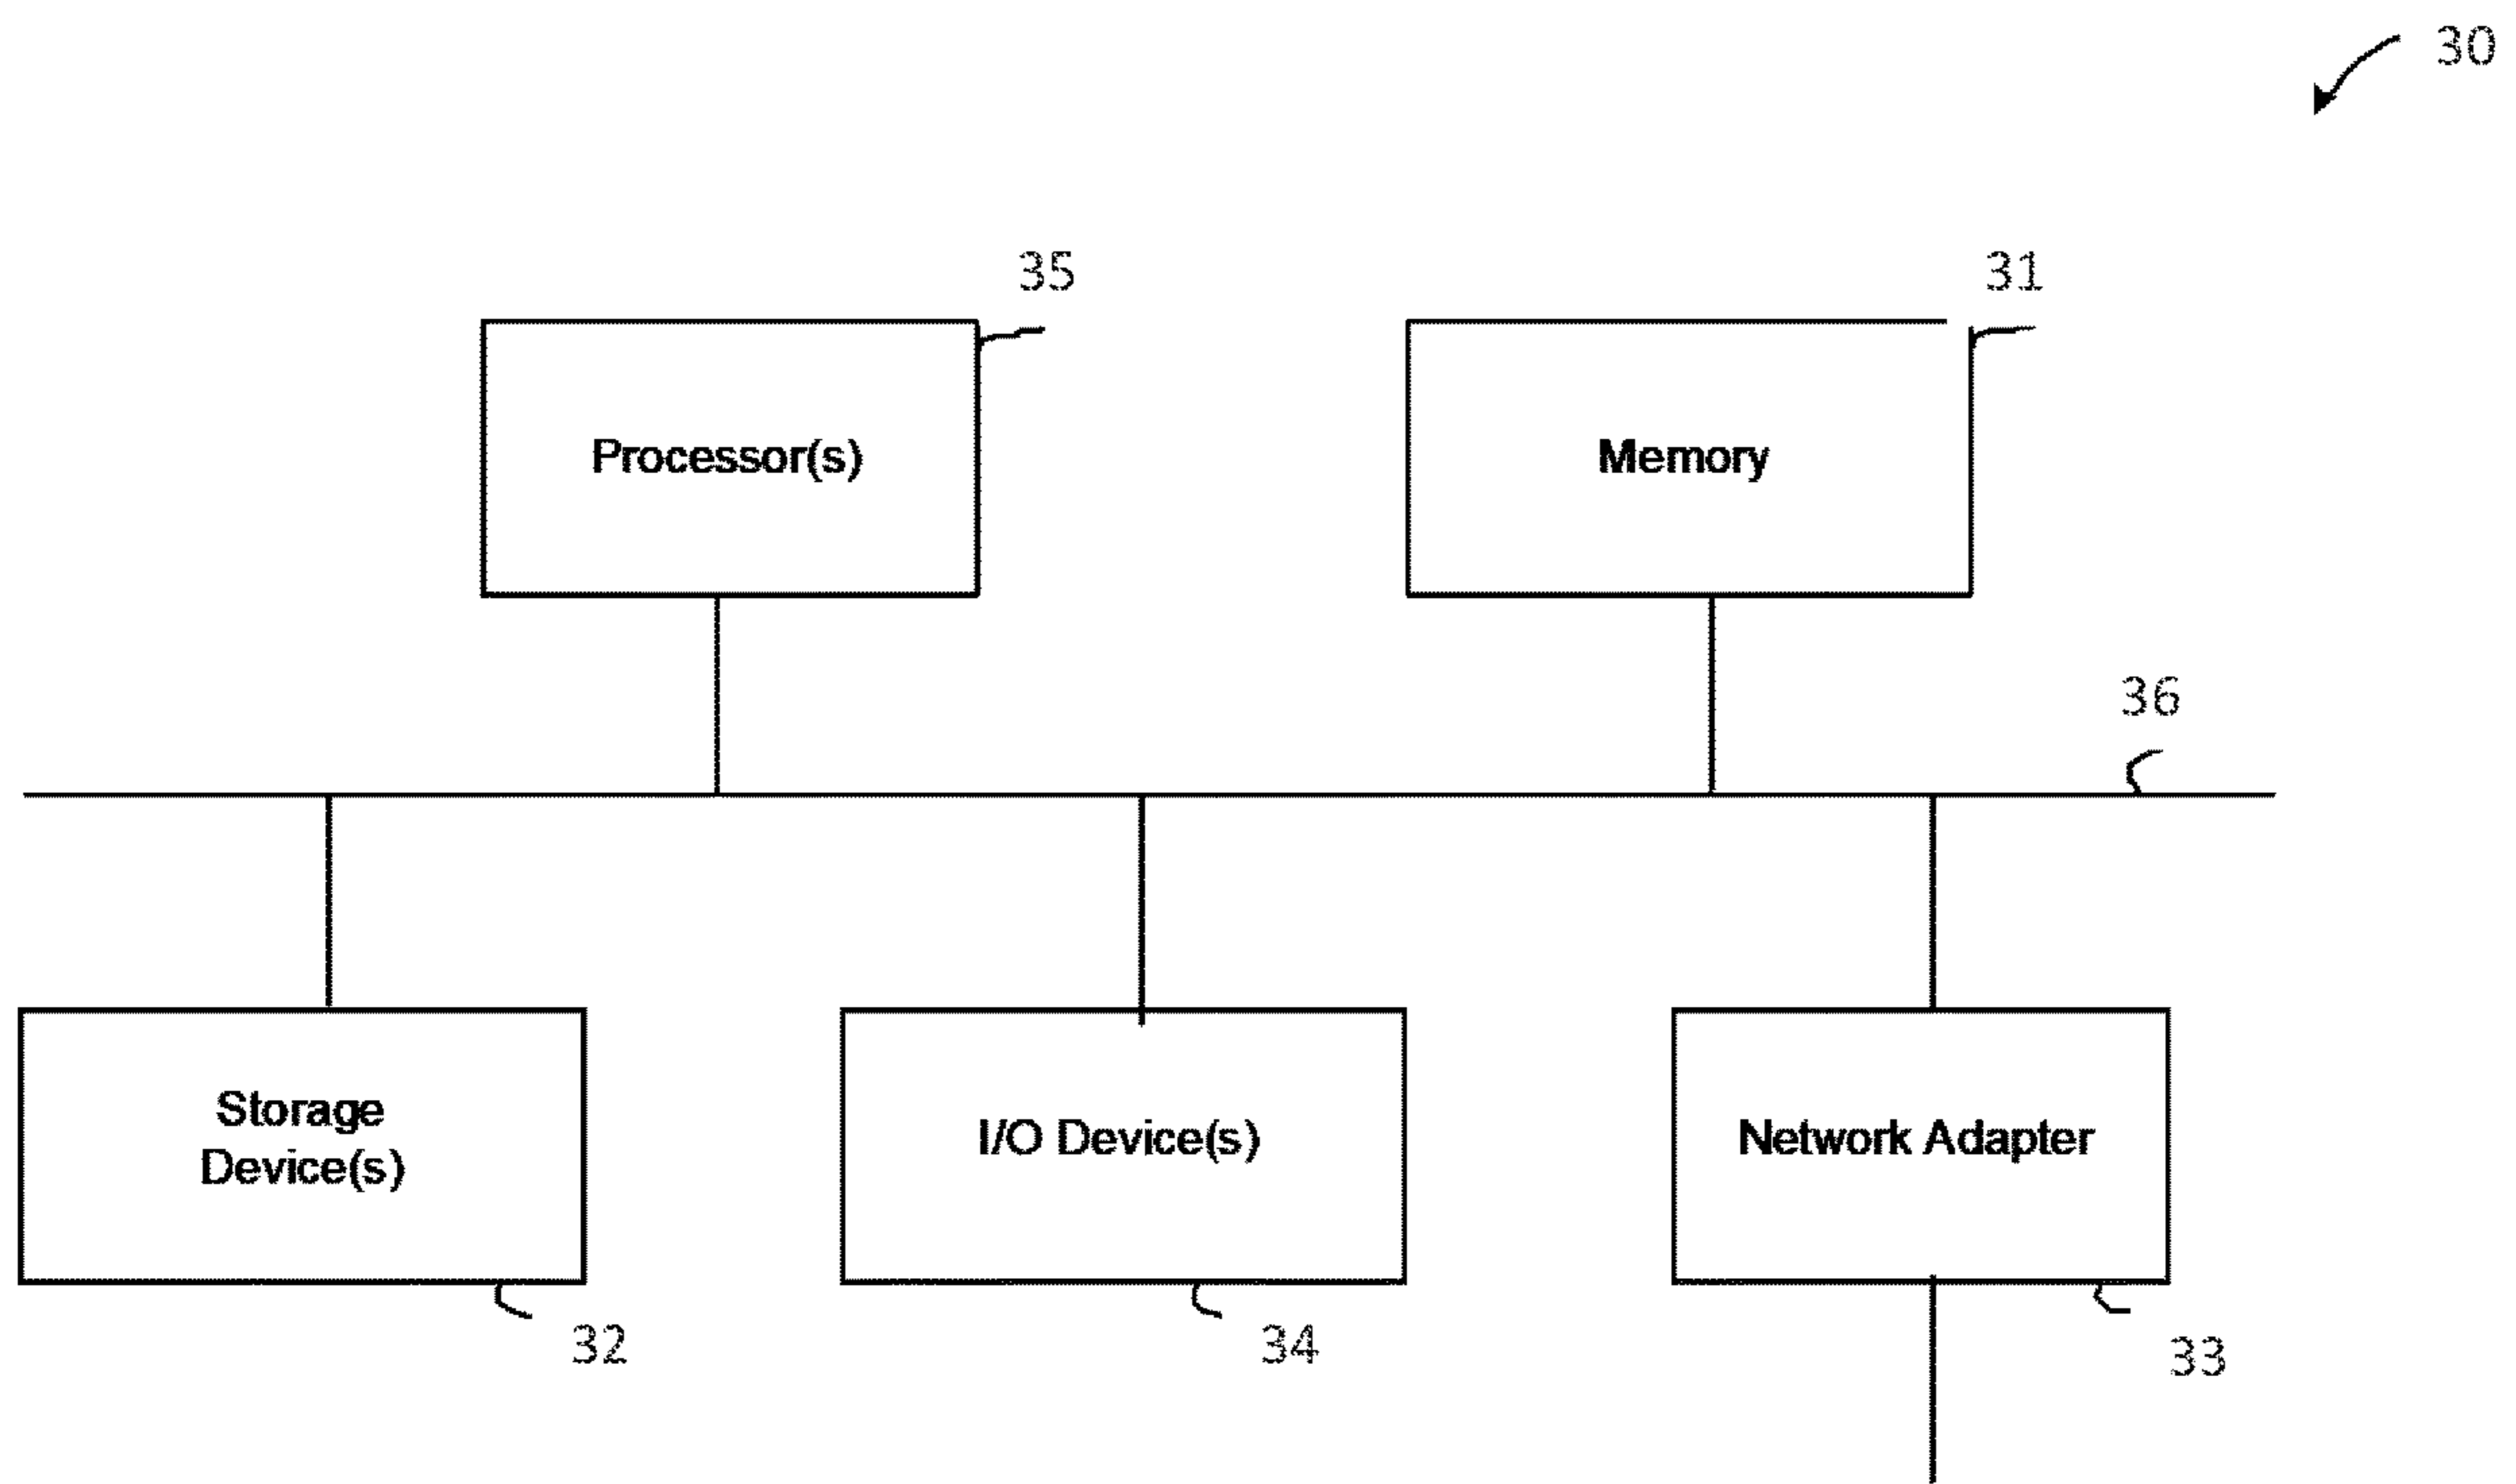 30
35
31
Processor(s)
Memory
36
Storage
Device(s)
I/O Device(s)
Network Adapter
32
34
33